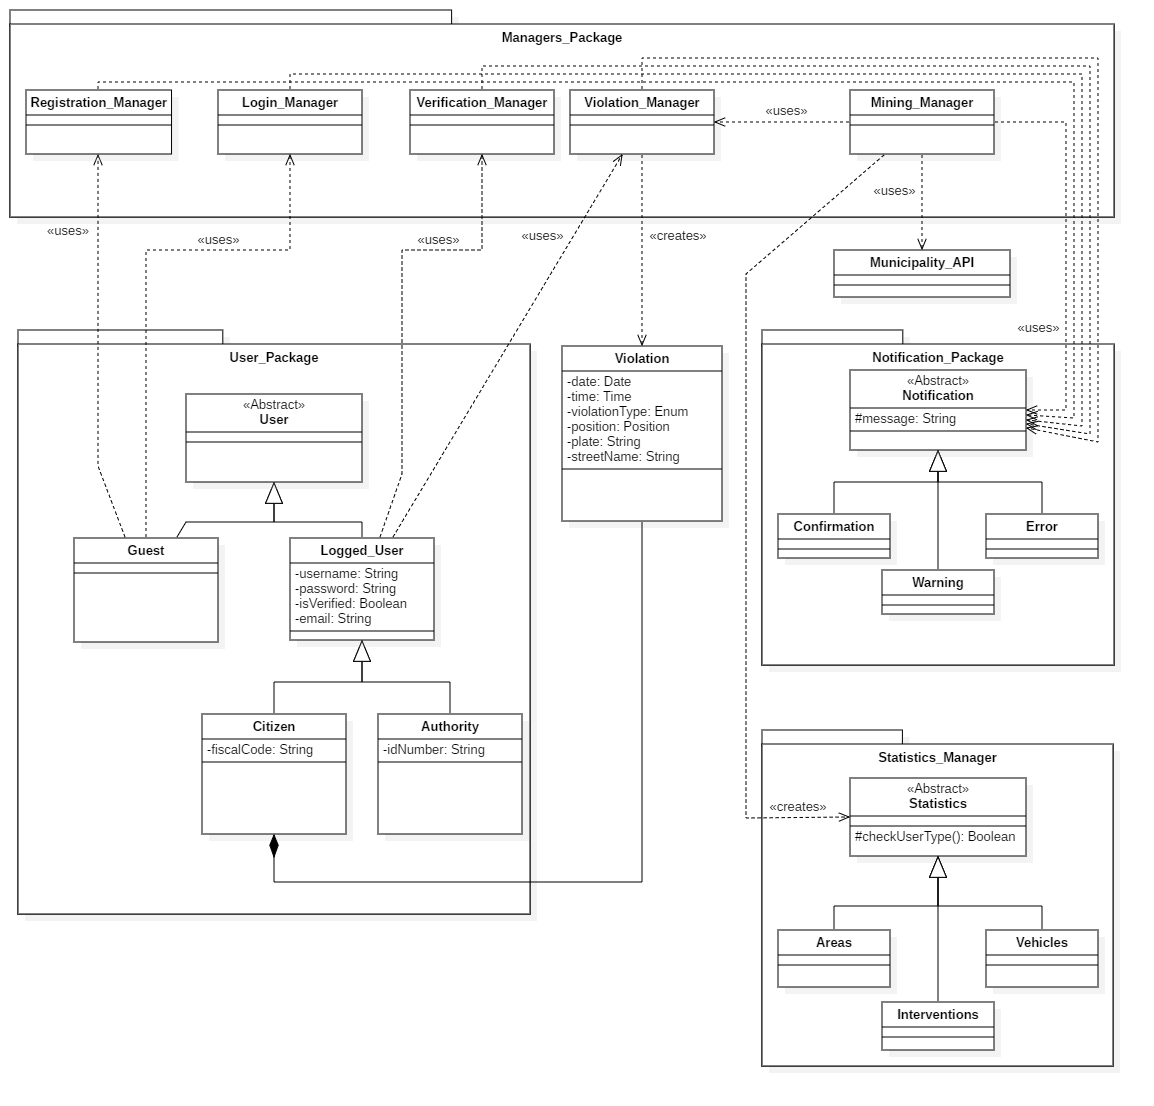 Managers_Package
Registration_Manager
Login_Manager
Verification_Manager
Violation_Manager
«uses»
Mining_Manager
«uses»
«uses»
«uses»
«uses»
«uses»
«creates»
Municipality_API
«uses»
User_Package
«Abstract»
User
Guest
Logged_User
-username: String
-password: String
-isVerified: Boolean
-email: String
Citizen
-fiscalCode: String
Authority
-idNumber: String
Violation
-date: Date
-time: Time
-violationType: Enum
-position: Position
-plate: String
-streetName: String
Notification_Package
«Abstract»
Notification
#message: String
Confirmation
Error
Warning
Statistics_Manager
«Abstract»
Statistics
«creates»
#checkUserType(): Boolean
Areas
Vehicles
Interventions